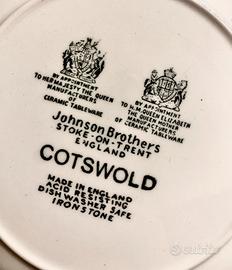 BY APPOINTMENT
TO HER MAJESTY THE QUEEN
MANUFACTURERS
OF
CERAMIC TABLEWARE
BY APPOINTMENT
TO H.M. QUEEN ELIZABETH
THE QUEEN MOTHER
MANUFACTURERS
OF CERAMIC TABLEWARE
Johnson Brothers
STOKE-ON-TRENT
ENGLAND
COTSWOLD
MADE IN ENGLAND
ACID RESISTING
DISH WASHER SAFE
IRONSTONE
subito